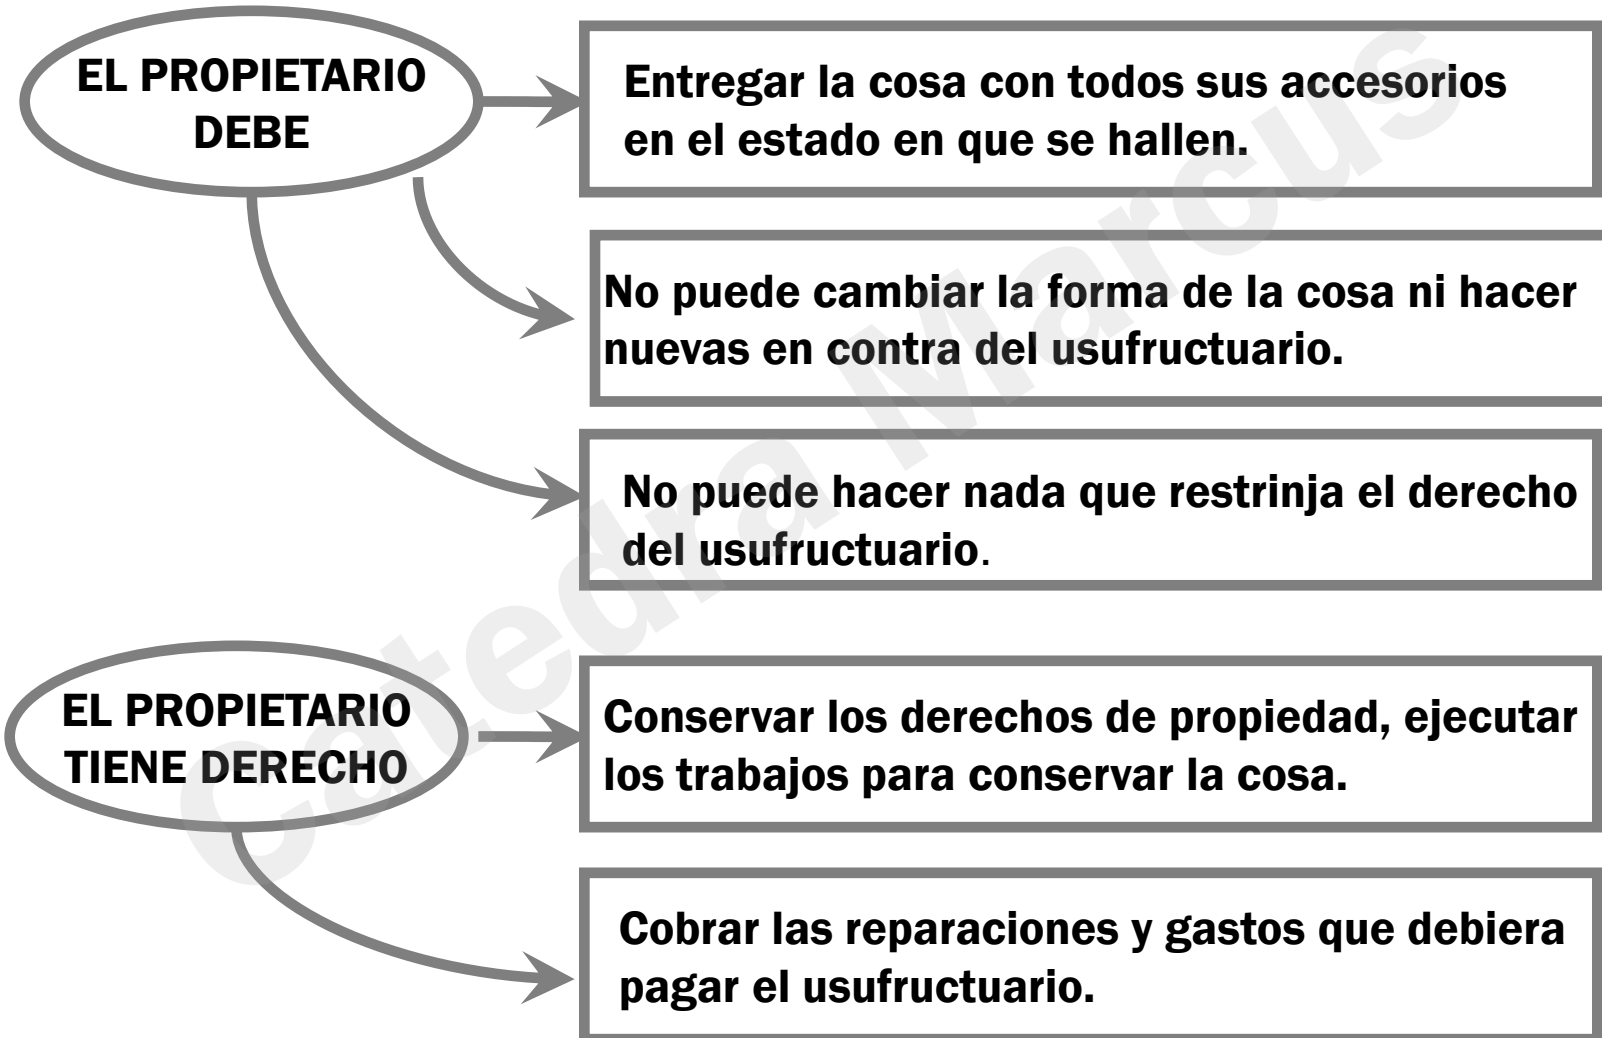 EL PROPIETARIO
DEBE
Entregar la cosa con todos sus accesorios
en el estado en que se hallen.
No puede cambiar la forma de la cosa ni hacer
nuevas en contra del usufructuario.
No puede hacer nada que restrinja el derecho
del usufructuario.
EL PROPIETARIO
TIENE DERECHO
Conservar los derechos de propiedad, ejecutar
los trabajos para conservar la cosa.
Cobrar las reparaciones y gastos que debiera
pagar el usufructuario.
Catedra Marcus